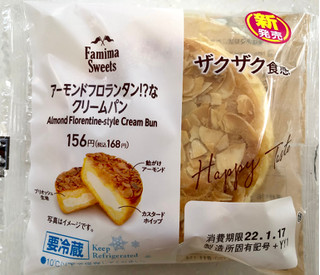 Famima
Sweets
新
発売
アーモンドフロランタン!?な
クリームパン
Almond Florentine-style Cream Bun
156円(税込168円)
ザクザク食感
Happy Taste
粒がけ
アーモンド
ブリオッシュ
生地
カスタード
ホイップ
写真はイメージです。
要冷蔵
Keep
Refrigerated
消費期限22.1.17
製造所固有記号+Y11